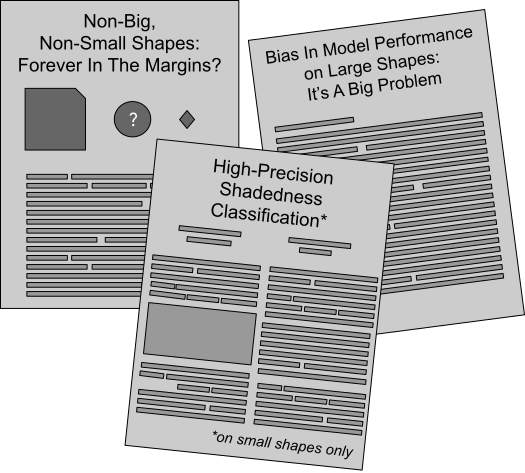 Non-Big,
Non-Small Shapes:
Forever In The Margins?
?
Bias In Model Performance
on Large Shapes:
It's A Big Problem
High-Precision
Shadedness
Classification*
*on small shapes only